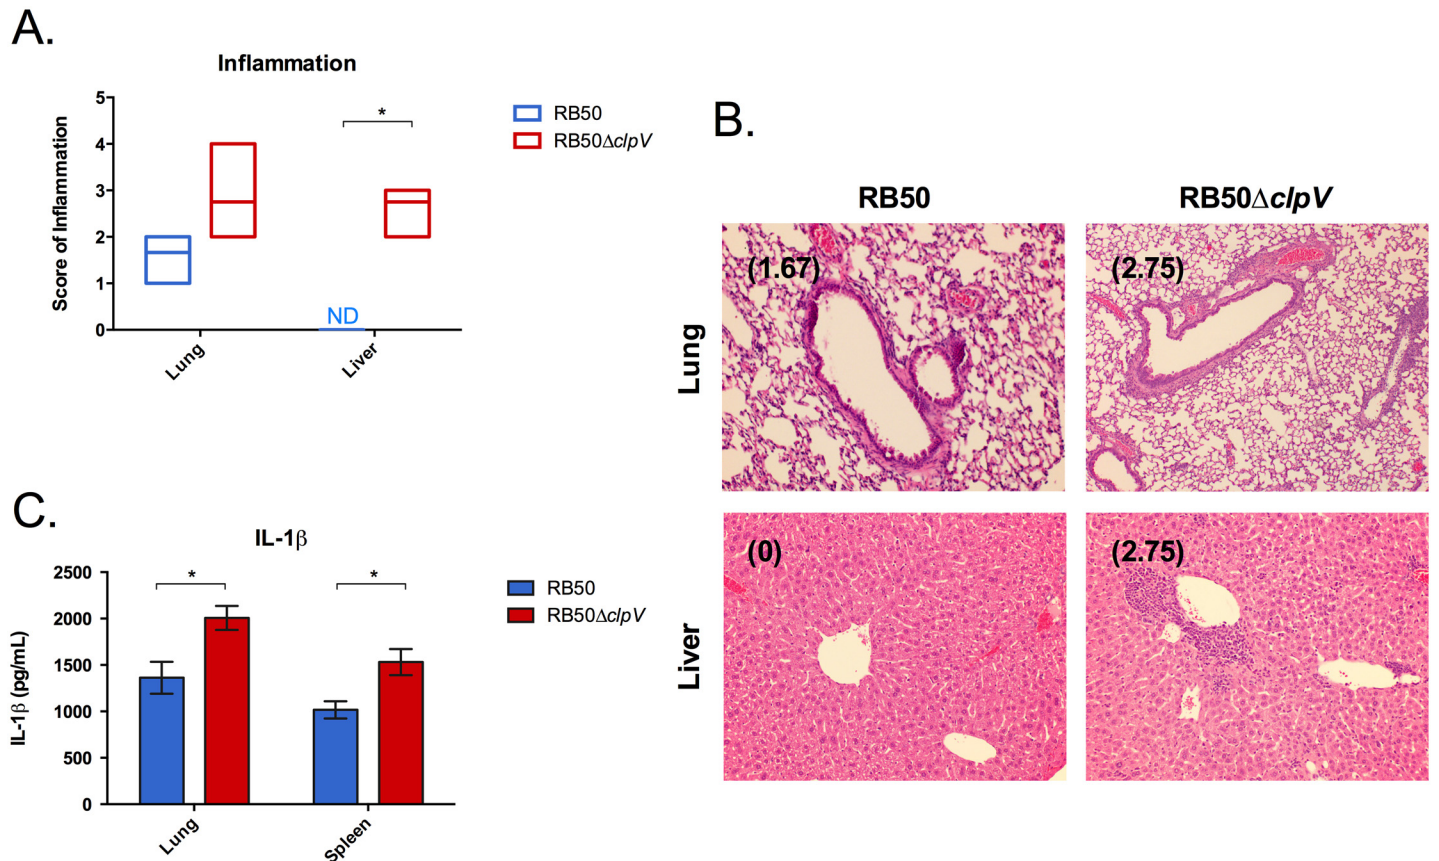 A.
Inflammation
Score of Inflammation
5
4
3
2
1
0
*
ND
Lung
Liver
RB50
RB50ΔclpV
B.
RB50
RB50ΔclpV
Lung
(1.67)
(2.75)
Liver
(0)
(2.75)
C.
IL-1β
IL-1β (pg/mL)
2500
2000
1500
1000
500
0
*
*
Lung
Spleen
RB50
RB50ΔclpV